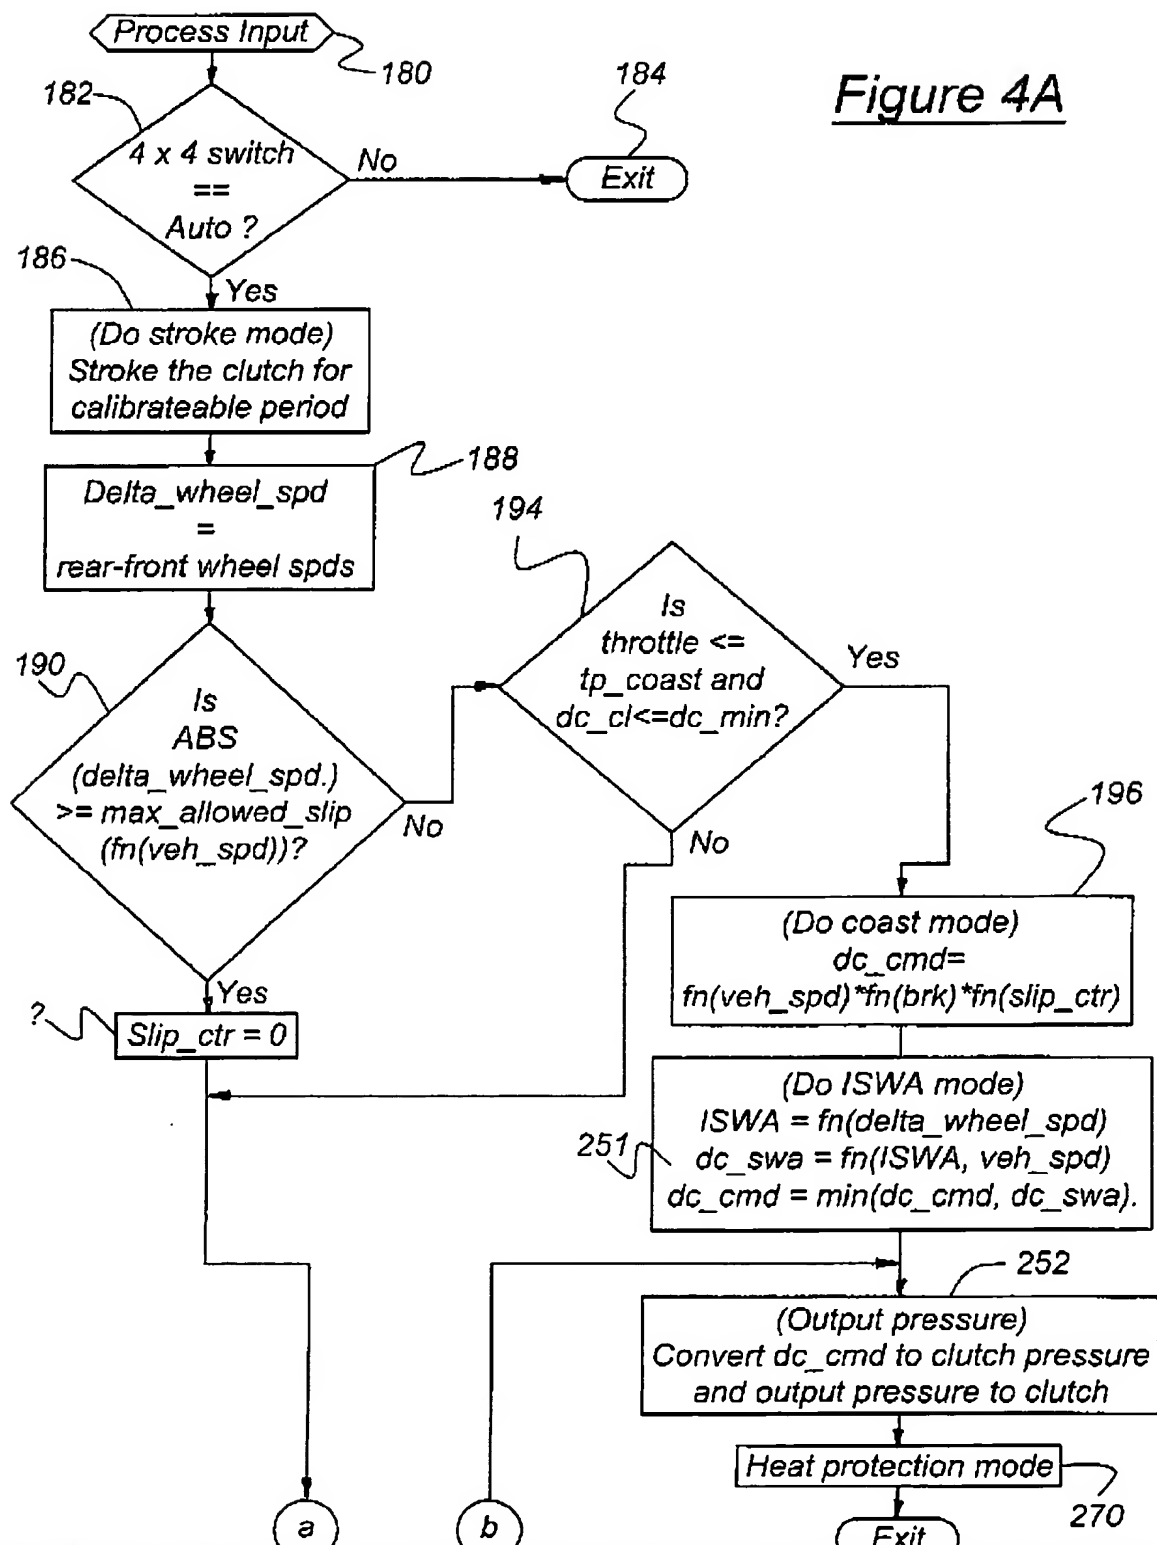 Process Input
180
Figure 4A
182
184
4 x 4 switch
==
Auto ?
No
Exit
186
Yes
(Do stroke mode)
Stroke the clutch for
calibrateable period
188
Delta_wheel_spd
=
rear-front wheel spds
194
Is
throttle <=
tp_coast and
dc_cl<=dc_min?
Yes
No
190
Is
ABS
(delta_wheel_spd.)
>= max_allowed_slip
(fn(veh_spd))?
No
Yes
196
(Do coast mode)
dc_cmd=
fn(veh_spd)*fn(brk)*fn(slip_ctr)
?
Slip_ctr = 0
(Do ISWA mode)
ISWA = fn(delta_wheel_spd)
251
dc_swa = fn(ISWA, veh_spd)
dc_cmd = min(dc_cmd, dc_swa).
252
(Output pressure)
Convert dc_cmd to clutch pressure
and output pressure to clutch
Heat protection mode
270
a
b
Exit